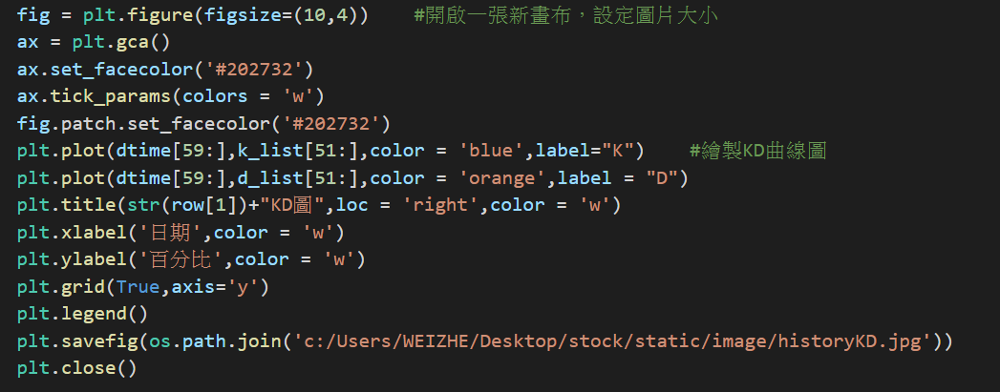 fig = plt.figure(figsize=(10,4))    #開啟一張新畫布，設定圖片大小
ax = plt.gca()
ax.set_facecolor('#202732')
ax.tick_params(colors = 'w')
fig.patch.set_facecolor('#202732')
plt.plot(dtime[59:],k_list[51:],color = 'blue',label="K")    #繪製KD曲線圖
plt.plot(dtime[59:],d_list[51:],color = 'orange',label = "D")
plt.title(str(row[1])+"KD圖",loc = 'right',color = 'w')
plt.xlabel('日期',color = 'w')
plt.ylabel('百分比',color = 'w')
plt.grid(True,axis='y')
plt.legend()
plt.savefig(os.path.join('c:/Users/WEIZHE/Desktop/stock/static/image/historyKD.jpg'))
plt.close()